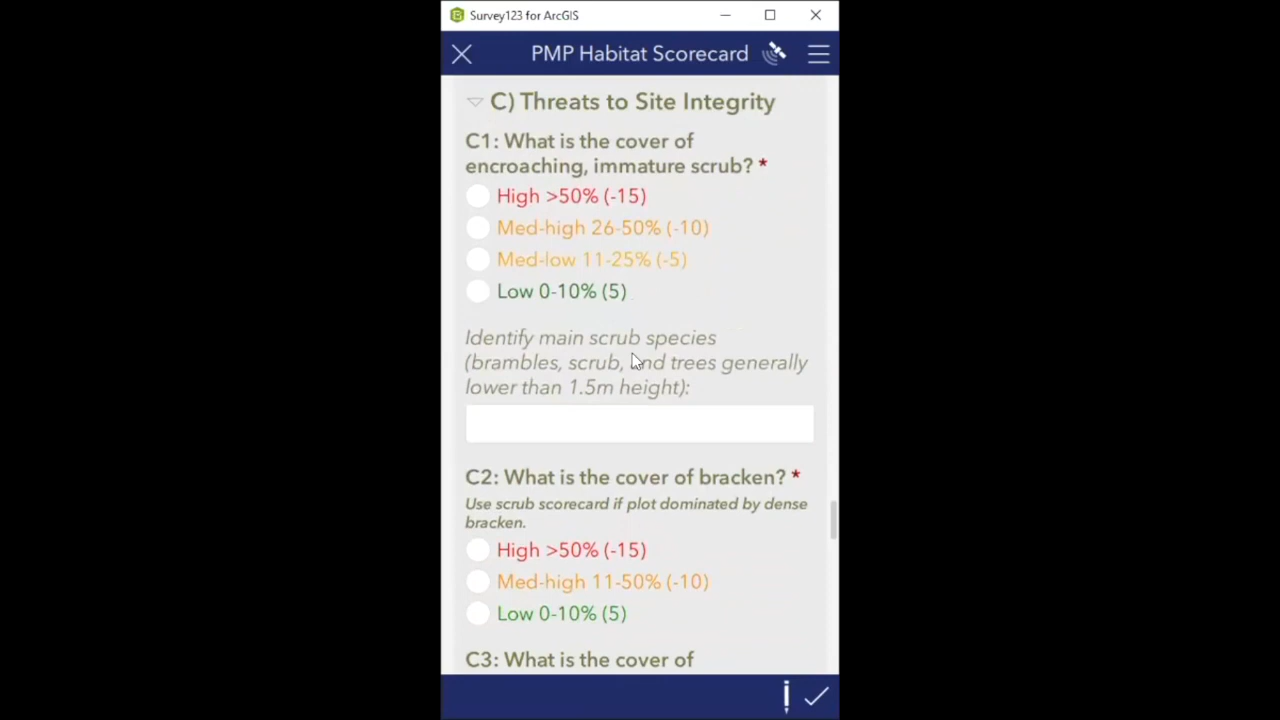 Survey123 for ArcGIS
PMP Habitat Scorecard
C) Threats to Site Integrity
C1: What is the cover of
encroaching, immature scrub? *
High >50% (-15)
Med-high 26-50% (-10)
Med-low 11-25% (-5)
Low 0-10% (5)
Identify main scrub species
(brambles, scrub, and trees generally
lower than 1.5m height):
C2: What is the cover of bracken? *
Use scrub scorecard if plot dominated by dense
bracken.
High >50% (-15)
Med-high 11-50% (-10)
Low 0-10% (5)
C3: What is the cover of